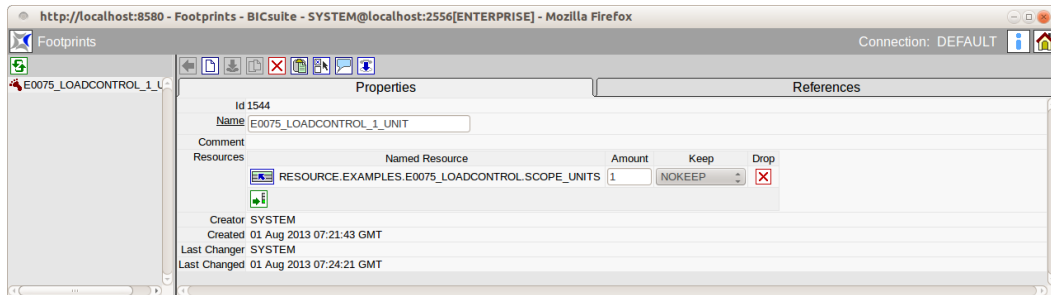 http://localhost:8580 - Footprints - BICsuite - SYSTEM@localhost:2556[ENTERPRISE] - Mozilla Firefox
Footprints
Connection: DEFAULT
E0075_LOADCONTROL_1_U
Properties
References
Id 1544
Name E0075_LOADCONTROL_1_UNIT
Comment
Resources Named Resource Amount Keep Drop
RESOURCE.EXAMPLES.E0075_LOADCONTROL.SCOPE_UNITS 1 NOKEEP
Creator SYSTEM
Created 01 Aug 2013 07:21:43 GMT
Last Changer SYSTEM
Last Changed 01 Aug 2013 07:24:21 GMT